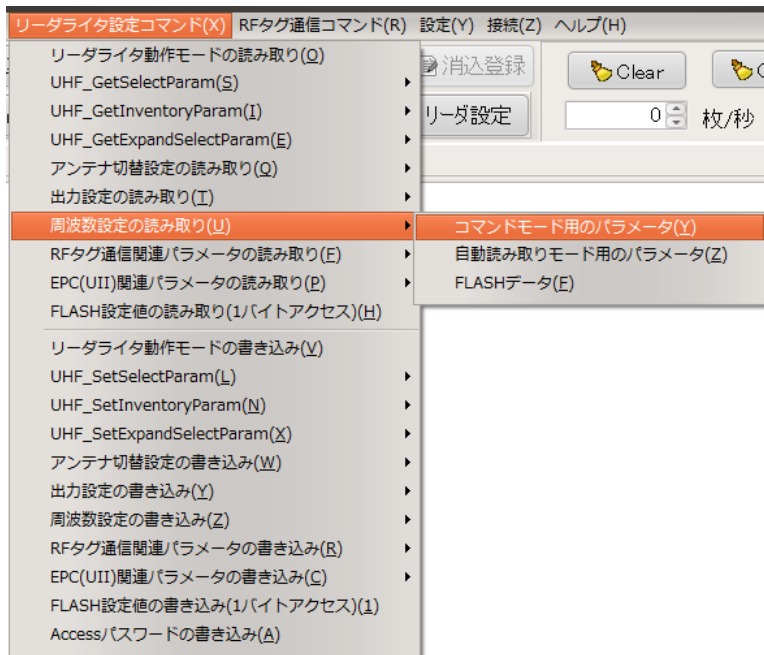 リーダライタ設定コマンド(X) RFタグ通信コマンド(R) 設定(Y) 接続(Z) ヘルプ(H)
消込登録 Clear
リーダ設定 0 枚/秒
リーダライタ動作モードの読み取り(O)
UHF_GetSelectParam(S)
UHF_GetInventoryParam(I)
UHF_GetExpandSelectParam(E)
アンテナ切替設定の読み取り(Q)
出力設定の読み取り(T)
周波数設定の読み取り(U)
コマンドモード用のパラメータ(Y)
自動読み取りモード用のパラメータ(Z)
FLASHデータ(F)
RFタグ通信関連パラメータの読み取り(F)
EPC(UII)関連パラメータの読み取り(P)
FLASH設定値の読み取り(1バイトアクセス)(H)
リーダライタ動作モードの書き込み(V)
UHF_SetSelectParam(L)
UHF_SetInventoryParam(N)
UHF_SetExpandSelectParam(X)
アンテナ切替設定の書き込み(W)
出力設定の書き込み(Y)
周波数設定の書き込み(Z)
RFタグ通信関連パラメータの書き込み(R)
EPC(UII)関連パラメータの書き込み(C)
FLASH設定値の書き込み(1バイトアクセス)(1)
Accessパスワードの書き込み(A)